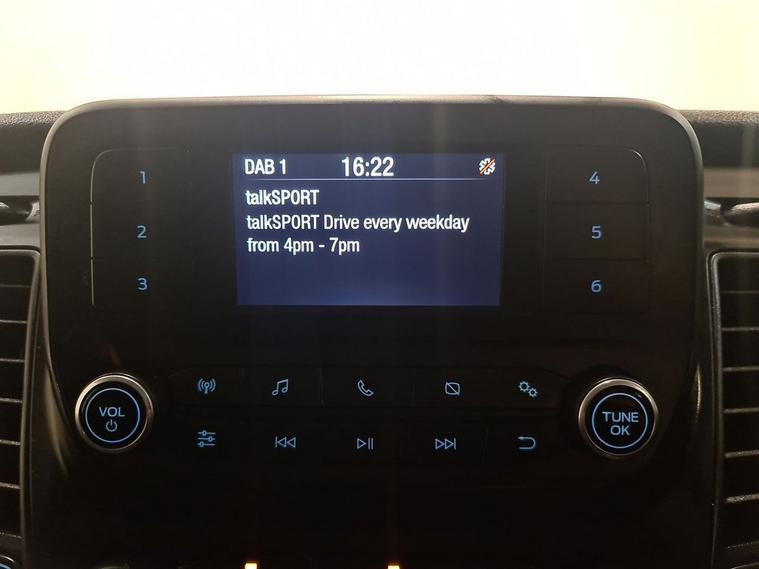 DAB 1 16:22
talkSPORT
talkSPORT Drive every weekday
from 4pm - 7pm
1
2
3
4
5
6
VOL
TUNE
OK